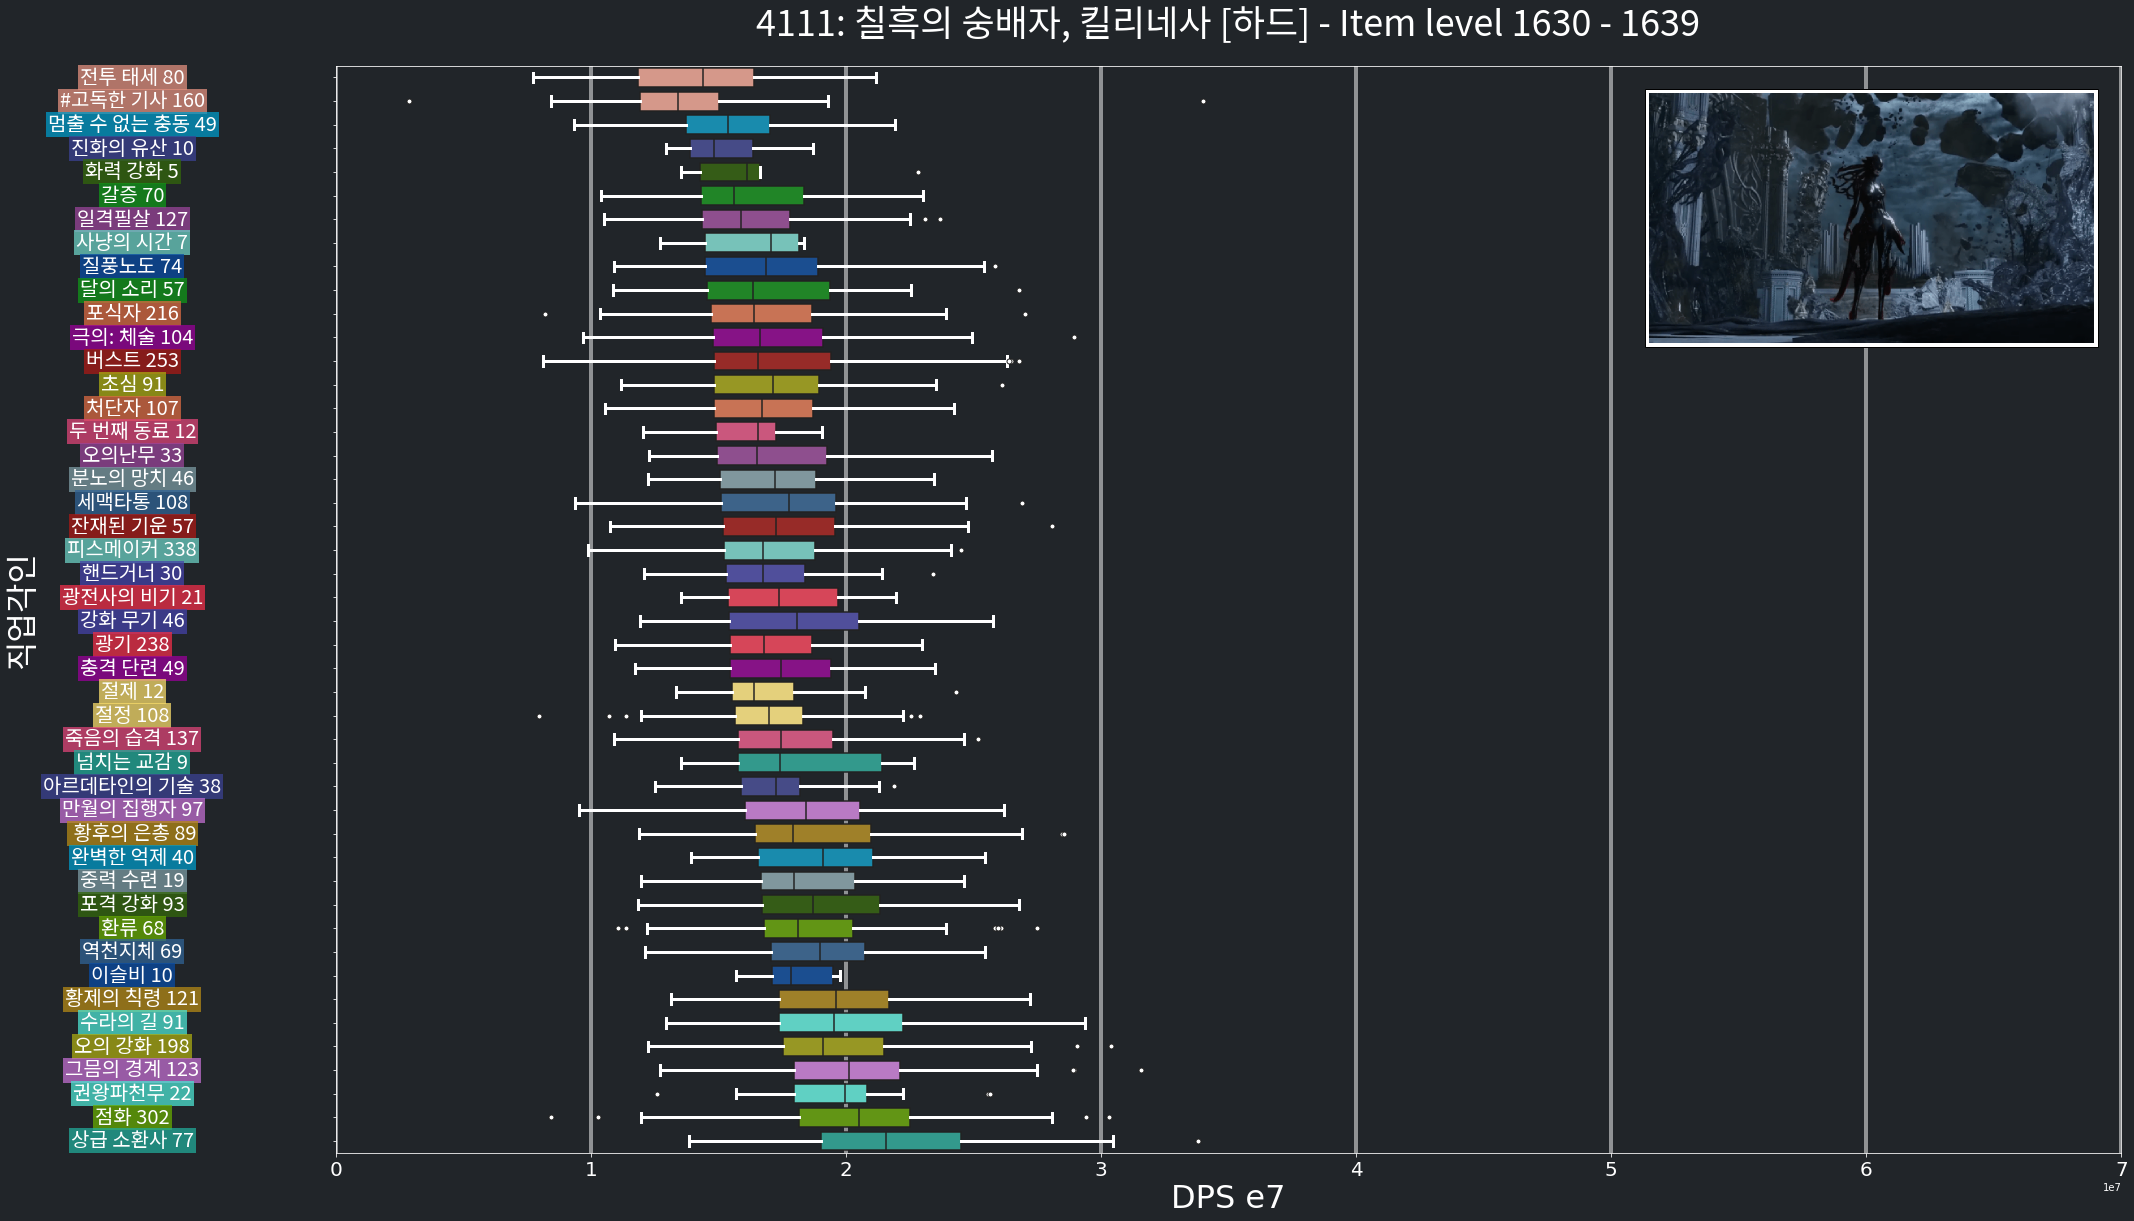 4111: 칠흑의 숭배자, 킬리네사 [하드] - Item level 1630 - 1639
전투 태세 80
#고독한 기사 160
멈출 수 없는 충동 49
진화의 유산 10
화력 강화 5
갈증 70
일격필살 127
사냥의 시간 7
질풍노도 74
달의 소리 57
포식자 216
극의: 체술 104
버스트 253
초심 91
처단자 107
두 번째 동료 12
오의난무 33
분노의 망치 46
세맥타통 108
잔재된 기운 57
피스메이커 338
핸드거너 30
광전사의 비기 21
강화 무기 46
광기 238
충격 단련 49
절제 12
절정 108
죽음의 습격 137
넘치는 교감 9
아르데타인의 기술 38
만월의 집행자 97
황후의 은총 89
완벽한 억제 40
중력 수련 19
포격 강화 93
환류 68
역천지체 69
이슬비 10
황제의 칙령 121
수라의 길 91
오의 강화 198
그믐의 경계 123
권왕파천무 22
점화 302
상급 소환사 77
직업각인
0 1 2 3 4 5 6 7
1e7
DPS e7